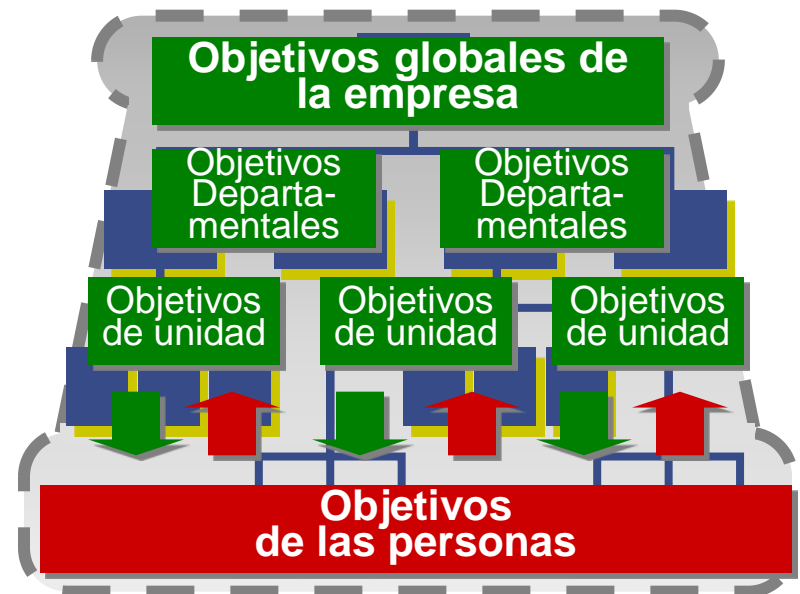 Objetivos globales de
la empresa
Objetivos
Departa-
mentales
Objetivos
Departa-
mentales
Objetivos
de unidad
Objetivos
de unidad
Objetivos
de unidad
Objetivos
de las personas